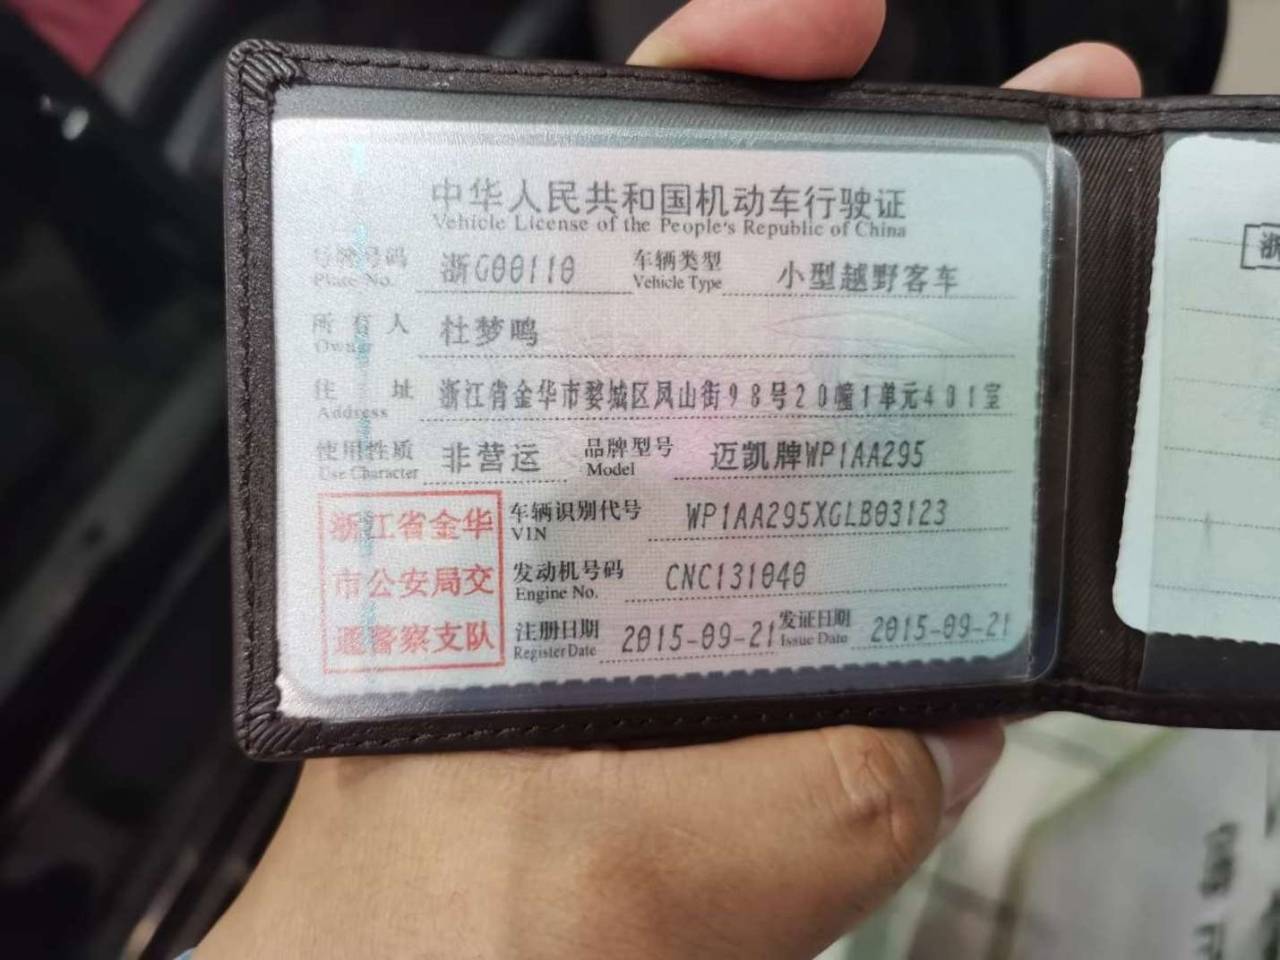 中华人民共和国机动车行驶证
Vehicle License of the People's Republic of China
号牌号码 浙G00110 车辆类型 小型越野客车
Plate No. Vehicle Type
所有人 杜梦鸣
Owner
住址 浙江省金华市婺城区凤山街98号20幢1单元401室
Address
使用性质 非营运 品牌型号 迈凯牌WP1AA295
Use Character Model
浙江省金华
市公安局交
通警察支队
车辆识别代号 WP1AA295XGLB03123
VIN
发动机号码 CNC131040
Engine No.
注册日期 2015-09-21 发证日期 2015-09-21
Register Date Issue Date
浙